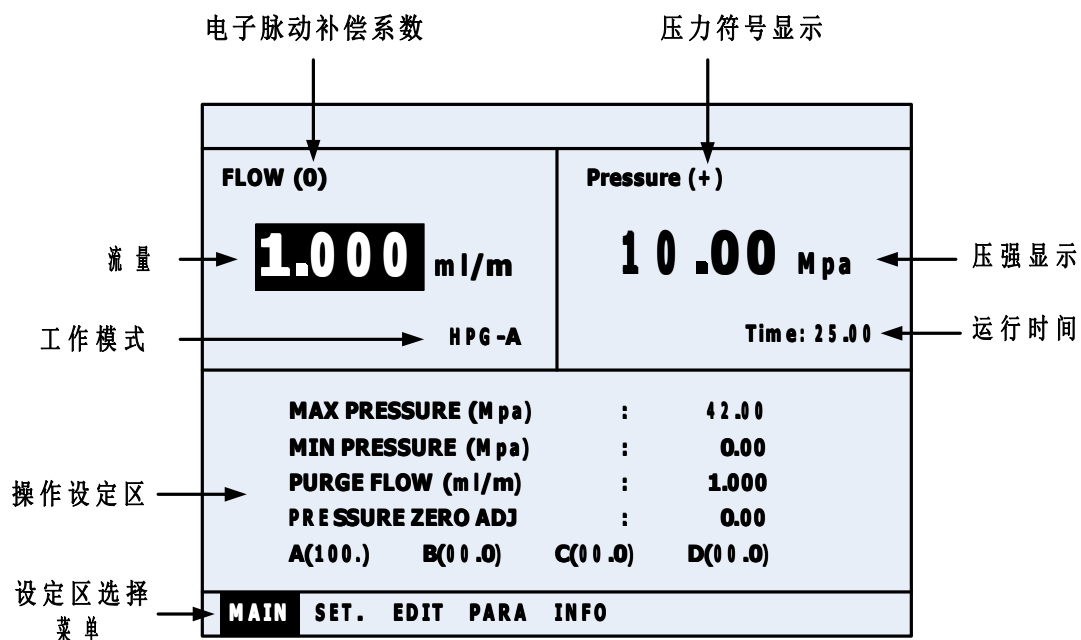 电子脉动补偿系数
压力符号显示
FLOW (0)
Pressure (+)
流量
1.000 ml/m
10.00 Mpa
压强显示
工作模式
HPG-A
Time: 25.00
运行时间
MAX PRESSURE (Mpa) : 42.00
MIN PRESSURE (Mpa) : 0.00
操作设定区
PURGE FLOW (ml/m) : 1.000
PRESSURE ZERO ADJ : 0.00
A(100.) B(00.0) C(00.0) D(00.0)
设定区选择
菜单
MAIN SET. EDIT PARA INFO